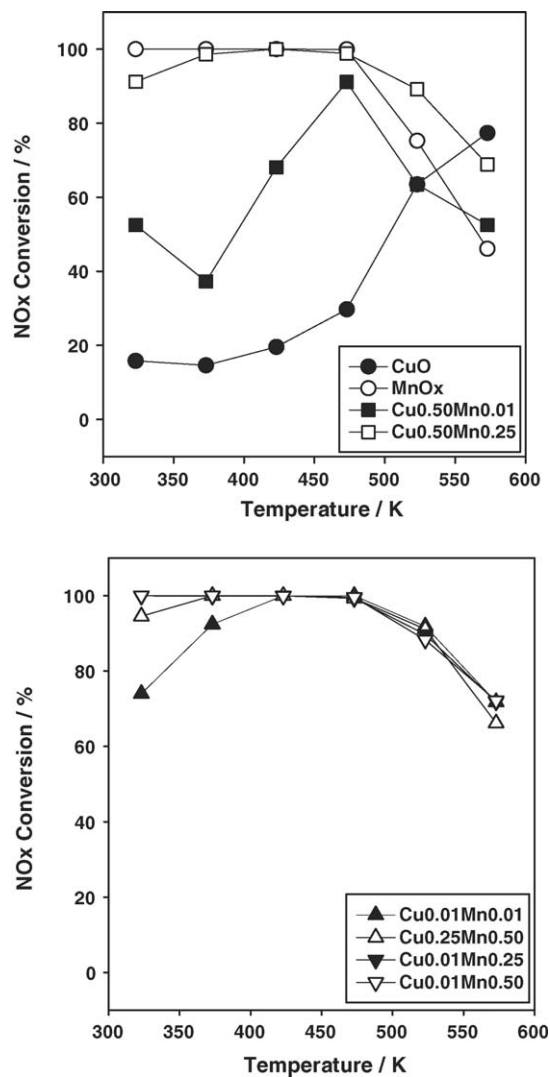 100
80
60
40
20
0
NOx Conversion / %
CuO
MnOx
Cu0.50Mn0.01
Cu0.50Mn0.25
300 350 400 450 500 550 600
Temperature / K
100
80
60
40
20
0
NOx Conversion / %
Cu0.01Mn0.01
Cu0.25Mn0.50
Cu0.01Mn0.25
Cu0.01Mn0.50
300 350 400 450 500 550 600
Temperature / K